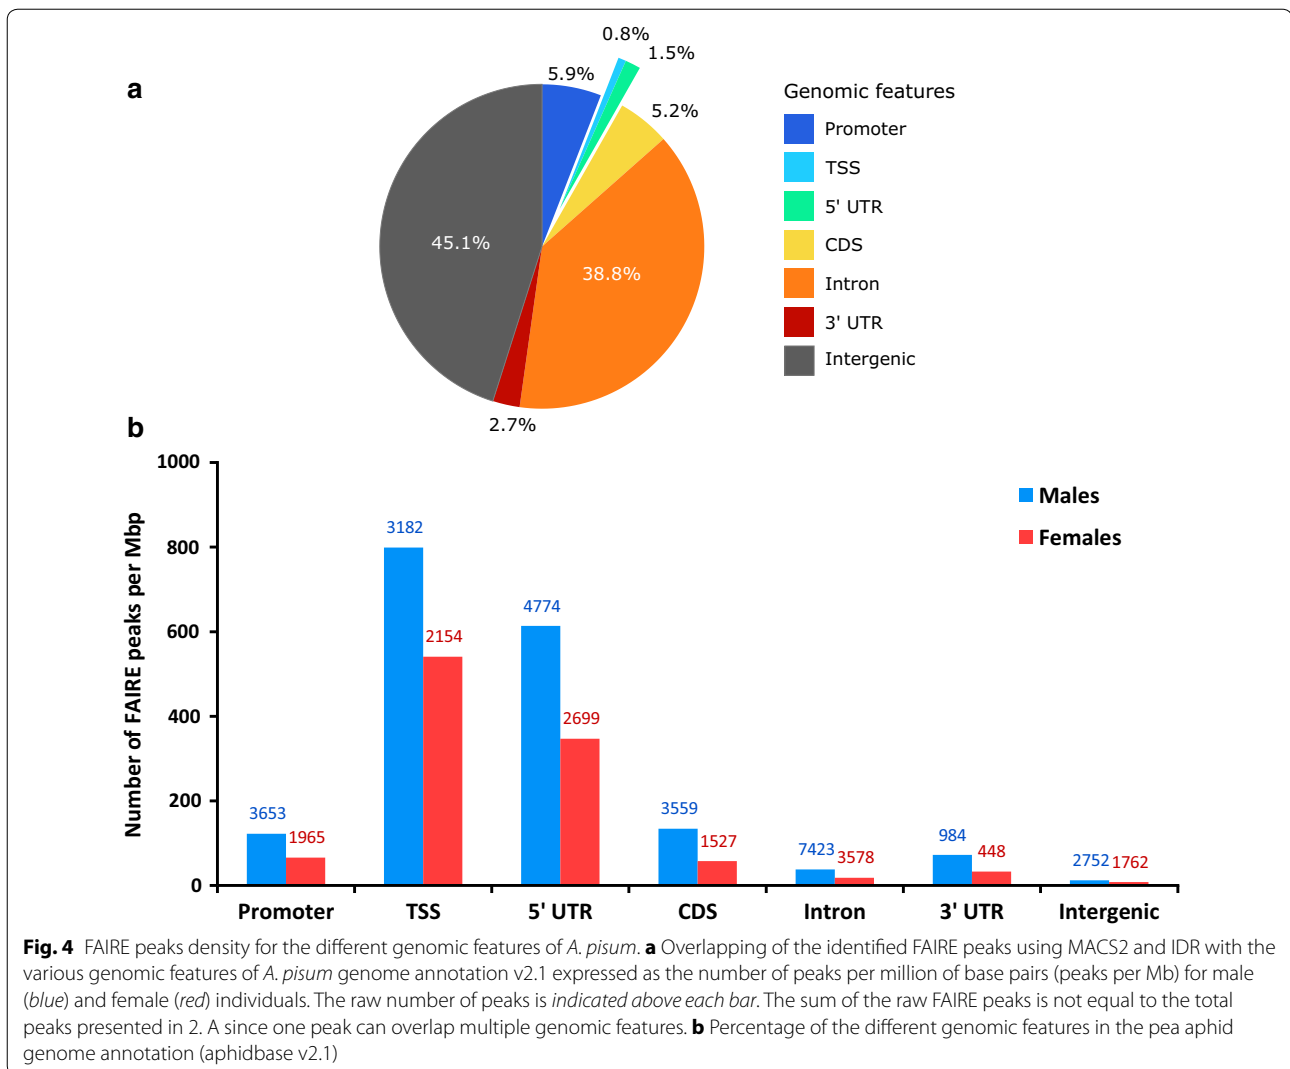 a
0.8%
1.5%
5.9%
5.2%
45.1%
38.8%
2.7%
Genomic features
Promoter
TSS
5' UTR
CDS
Intron
3' UTR
Intergenic
b
Number of FAIRE peaks per Mbp
1000
800
600
400
200
0
Males
Females
3653
1965
3182
2154
4774
2699
3559
1527
7423
3578
984
448
2752
1762
Promoter
TSS
5' UTR
CDS
Intron
3' UTR
Intergenic
Fig. 4 FAIRE peaks density for the different genomic features of A. pisum. a Overlapping of the identified FAIRE peaks using MACS2 and IDR with the
various genomic features of A. pisum genome annotation v2.1 expressed as the number of peaks per million of base pairs (peaks per Mb) for male
(blue) and female (red) individuals. The raw number of peaks is indicated above each bar. The sum of the raw FAIRE peaks is not equal to the total
peaks presented in 2. A since one peak can overlap multiple genomic features. b Percentage of the different genomic features in the pea aphid
genome annotation (aphidbase v2.1)